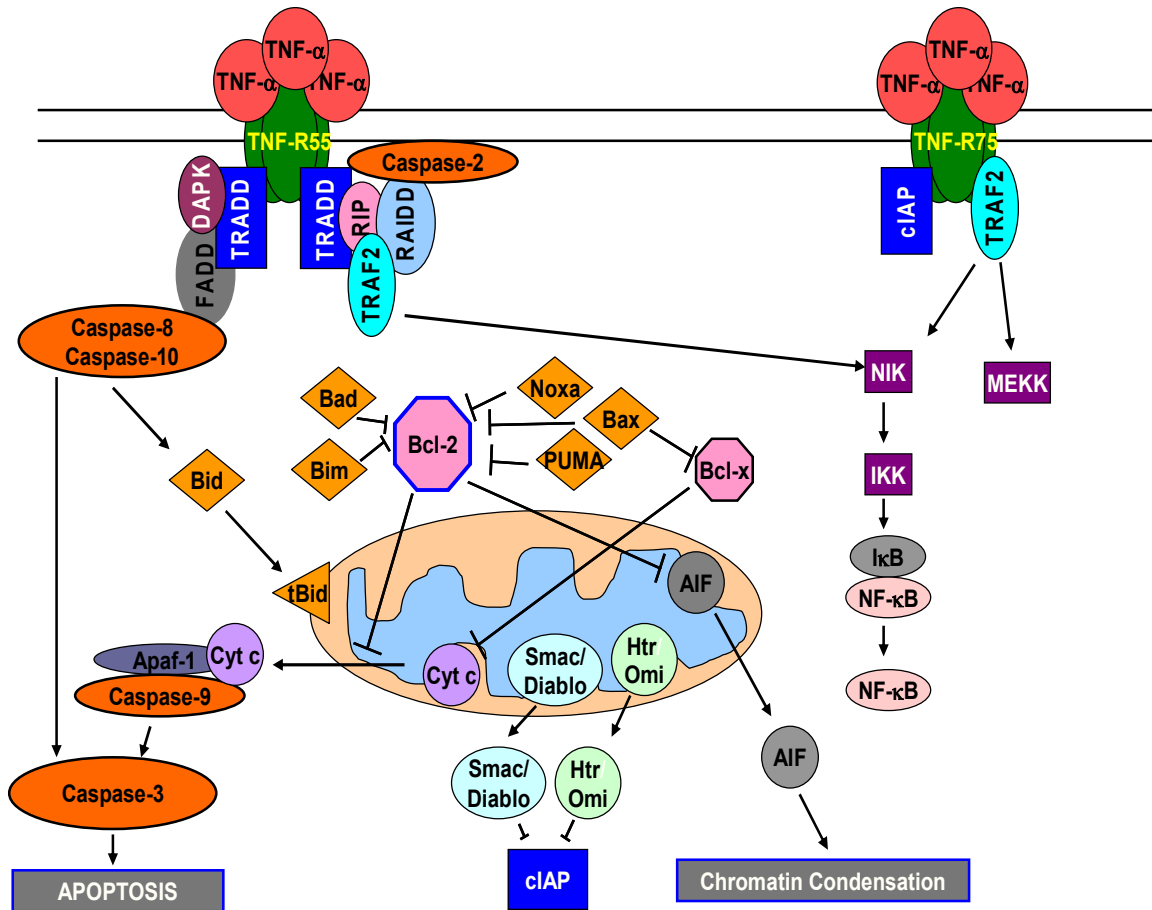 TNF-α
TNF-α
TNF-α
TNF-R55
TNF-α
TNF-α
TNF-α
TNF-R75
Caspase-2
DAPK
TRADD
TRADD
RIP
RAIDD
FADD
TRAF2
cIAP
TRAF2
Caspase-8
Caspase-10
NIK
MEKK
Bad
Noxa
Bax
Bcl-2
Bim
PUMA
Bcl-x
Bid
IKK
IκB
NF-κB
tBid
AIF
Apaf-1
Cyt c
Caspase-9
Cyt c
Smac/
Diablo
Htr
Omi
NF-κB
Caspase-3
Smac/
Diablo
Htr
Omi
AIF
APOPTOSIS
cIAP
Chromatin Condensation